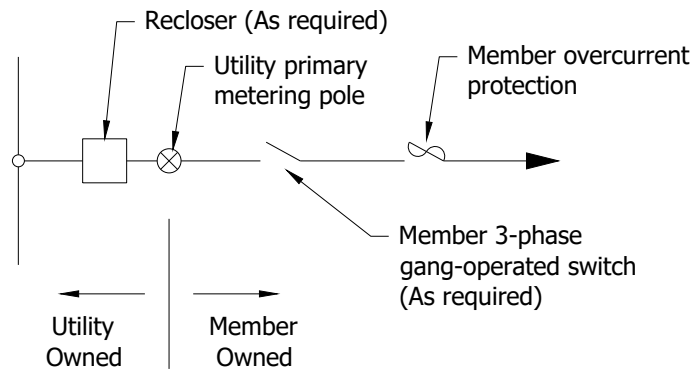 Recloser (As required)
Utility primary
metering pole
Member overcurrent
protection
Member 3-phase
gang-operated switch
(As required)
Utility
Owned
Member
Owned